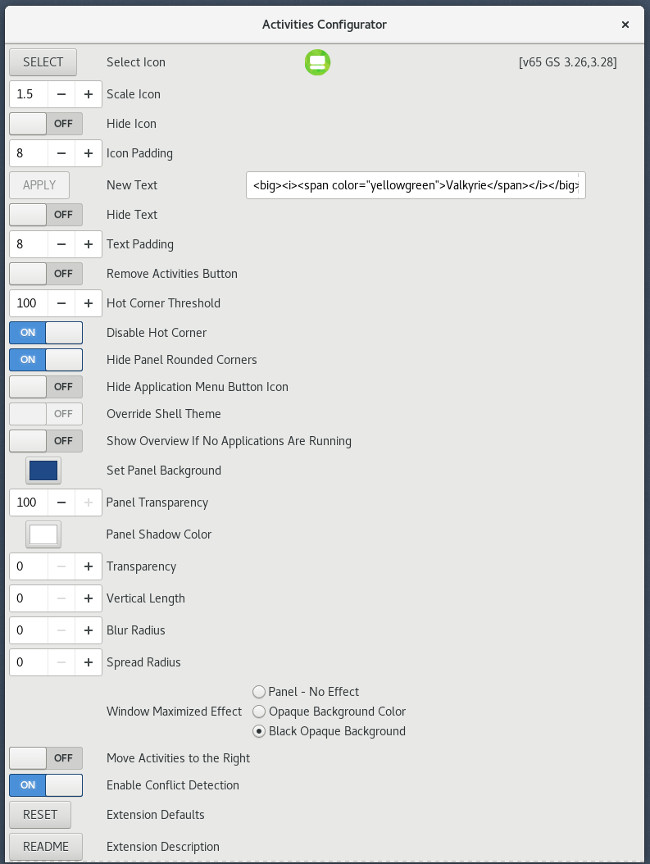 Activities Configurator
SELECT Select Icon [v65 GS 3.26,3.28]
1.5 Scale Icon
OFF Hide Icon
8 Icon Padding
APPLY New Text <big><i><span color="yellowgreen">Valkyrie</span></i></big>
OFF Hide Text
8 Text Padding
OFF Remove Activities Button
100 Hot Corner Threshold
ON Disable Hot Corner
ON Hide Panel Rounded Corners
OFF Hide Application Menu Button Icon
OFF Override Shell Theme
OFF Show Overview If No Applications Are Running
Set Panel Background
100 Panel Transparency
Panel Shadow Color
0 Transparency
0 Vertical Length
0 Blur Radius
0 Spread Radius
Panel - No Effect
Window Maximized Effect Opaque Background Color
Black Opaque Background
OFF Move Activities to the Right
ON Enable Conflict Detection
RESET Extension Defaults
README Extension Description